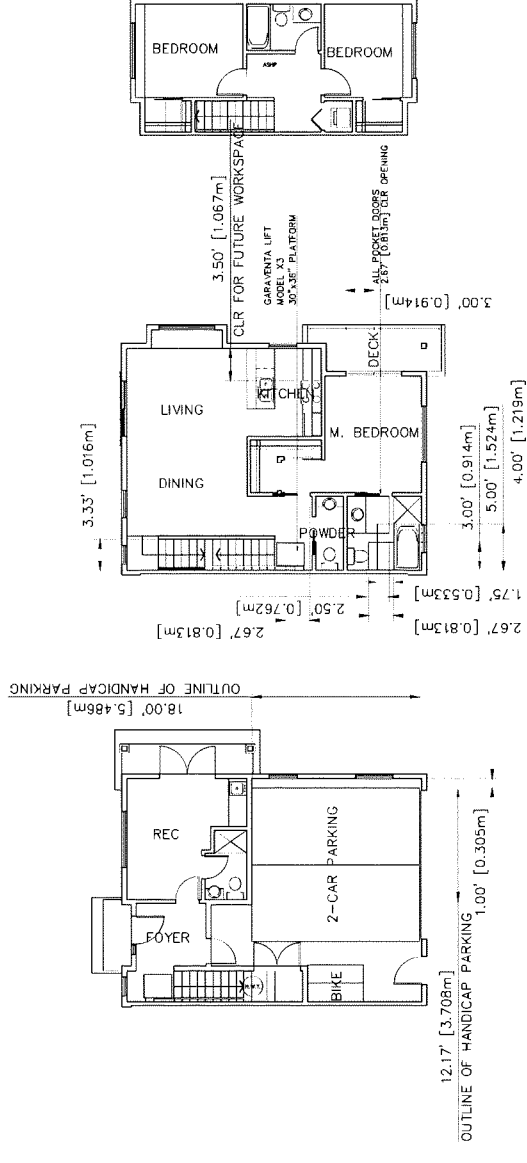 BEDROOM
BEDROOM
ASHP
3.50' [1.067m]
CLR FOR FUTURE WORKSPACE
GARAVENTA LIFT
MODEL X3
30"x36" PLATFORM
ALL POCKET DOORS
2.67' [0.813m] CLR OPENING
3.00' [0.914m]
3.33' [1.016m]
LIVING
KITCHEN
DECK
DINING
M. BEDROOM
POWDER
3.00' [0.914m]
5.00' [1.524m]
4.00' [1.219m]
2.67' [0.813m]
2.50' [0.762m]
1.75' [0.533m]
2.67' [0.813m]
OUTLINE OF HANDICAP PARKING
18.00' [5.486m]
REC
FOYER
2-CAR PARKING
H.W.T.
BIKE
1.00' [0.305m]
12.17' [3.708m]
OUTLINE OF HANDICAP PARKING